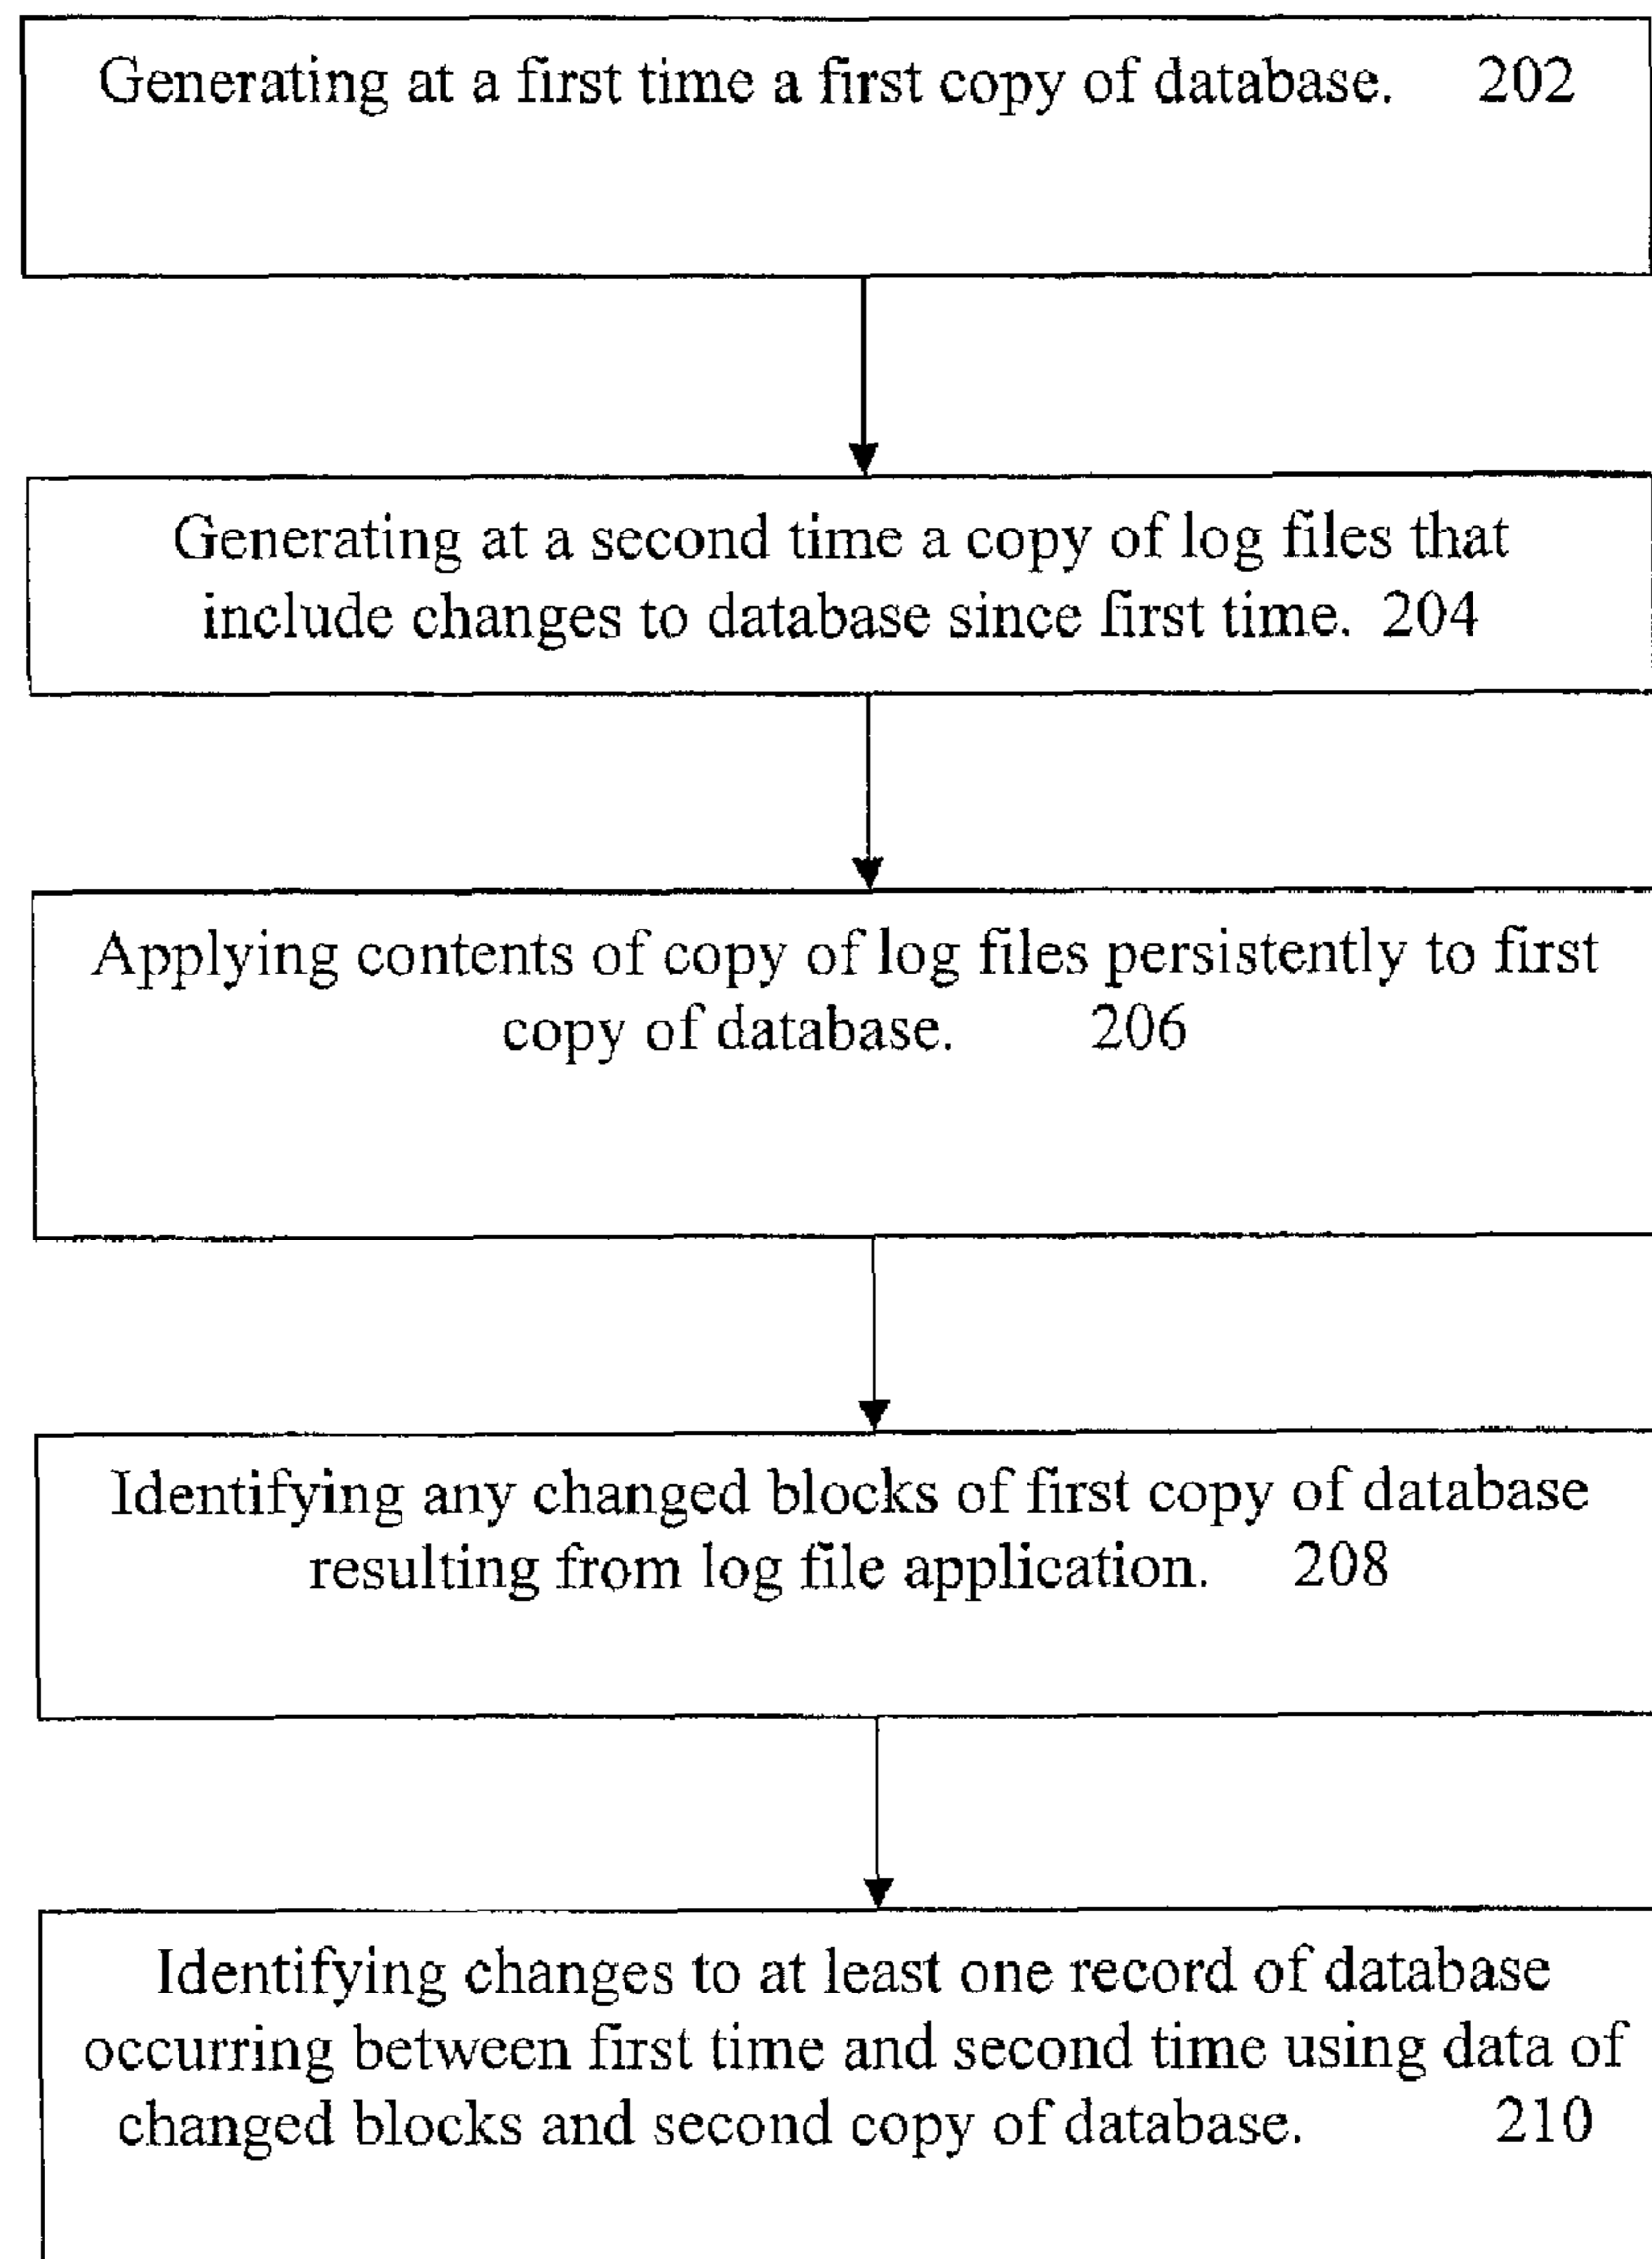 Generating at a first time a first copy of database. 202
Generating at a second time a copy of log files that
include changes to database since first time. 204
Applying contents of copy of log files persistently to first
copy of database. 206
Identifying any changed blocks of first copy of database
resulting from log file application. 208
Identifying changes to at least one record of database
occurring between first time and second time using data of
changed blocks and second copy of database. 210